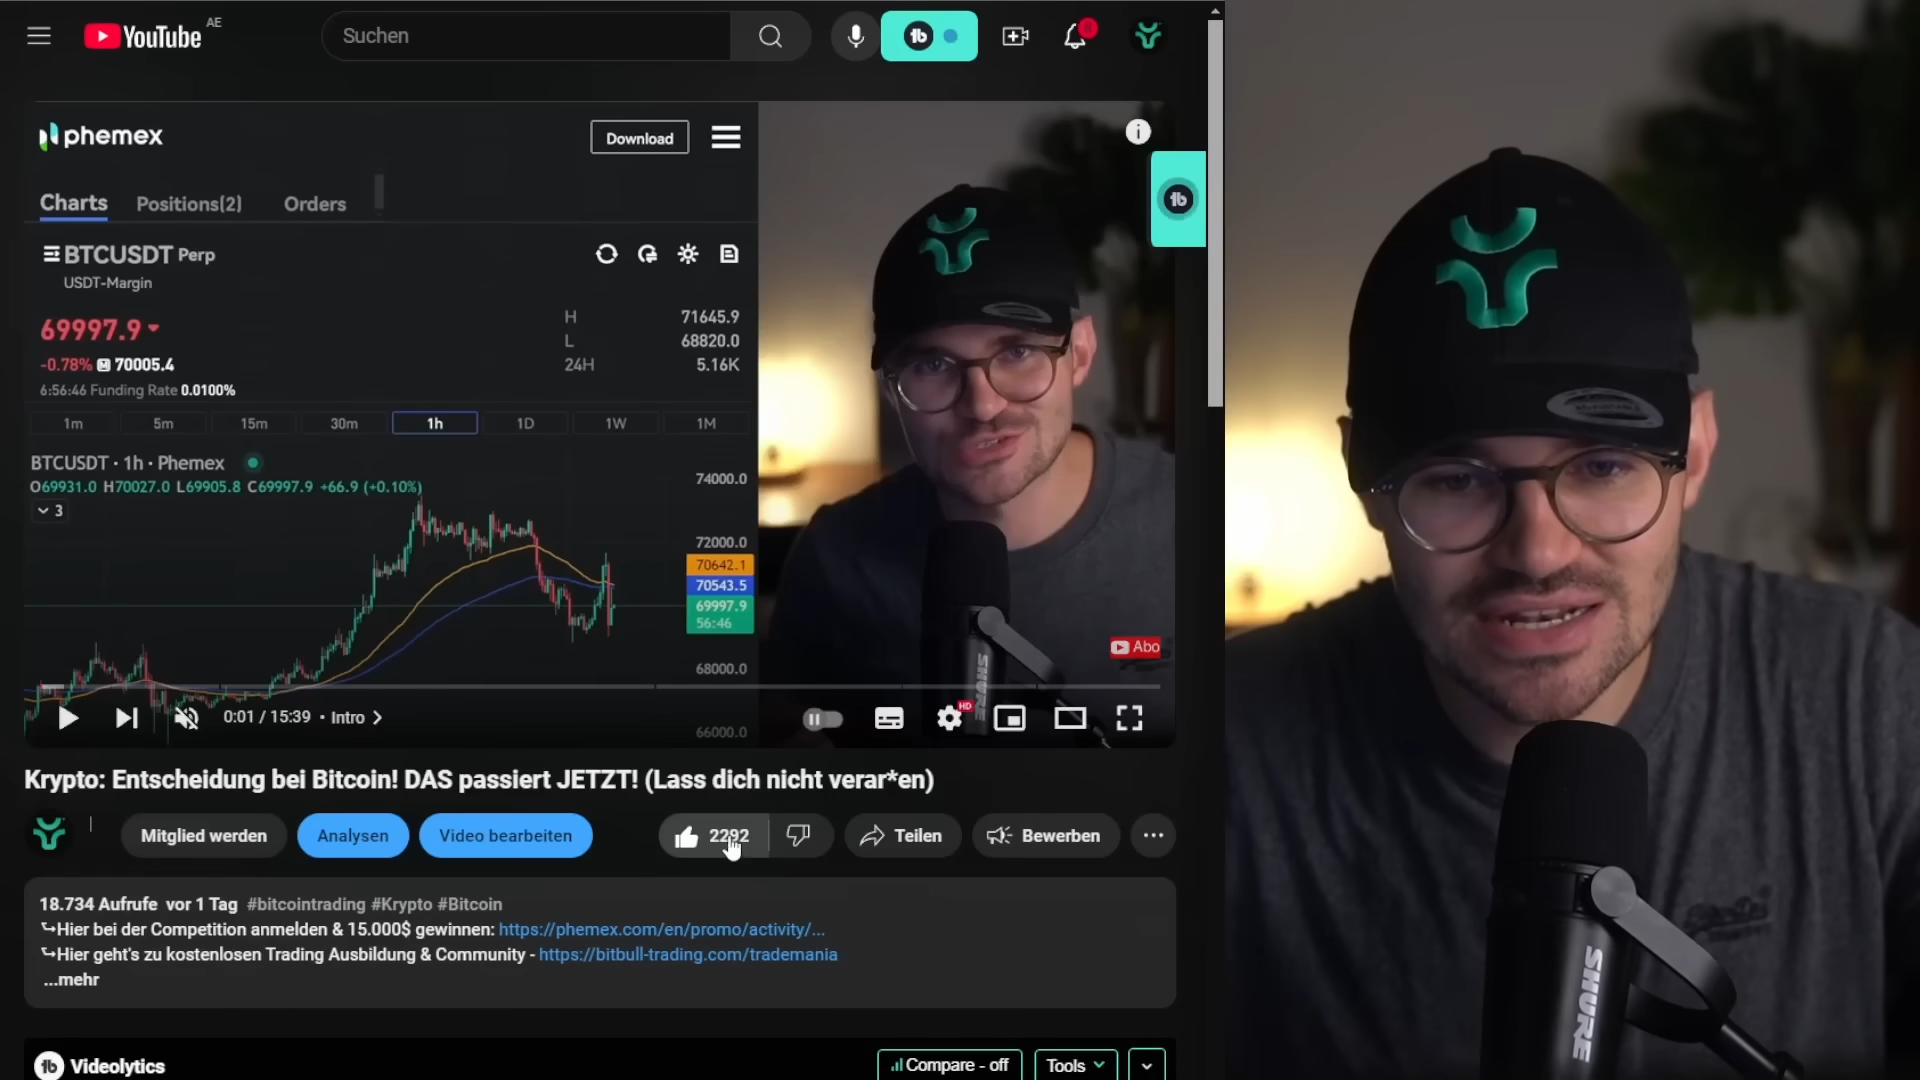 YouTube AE
Suchen
phemex
Download
Charts Positions(2) Orders
BTCUSDT Perp
USDT-Margin
69997.9
-0.78% M 70005.4
6:56:46 Funding Rate 0.0100%
H 71645.9
L 68820.0
24H 5.16K
1m 5m 15m 30m 1h 1D 1W 1M
BTCUSDT · 1h · Phemex
O69931.0 H70027.0 L69905.8 C69997.9 +66.9 (+0.10%)
3
74000.0
72000.0
70642.1
70543.5
69997.9
56:46
68000.0
66000.0
Abo
SHURE
0:01 / 15:39 • Intro
HD
Krypto: Entscheidung bei Bitcoin! DAS passiert JETZT! (Lass dich nicht verar*en)
Mitglied werden Analysen Video bearbeiten 2292 Teilen Bewerben
18.734 Aufrufe vor 1 Tag #bitcointrading #Krypto #Bitcoin
↪Hier bei der Competition anmelden & 15.000$ gewinnen: https://phemex.com/en/promo/activity/...
↪Hier geht's zu kostenlosen Trading Ausbildung & Community - https://bitbull-trading.com/trademania
...mehr
Videolytics
Compare - off Tools
SHURE